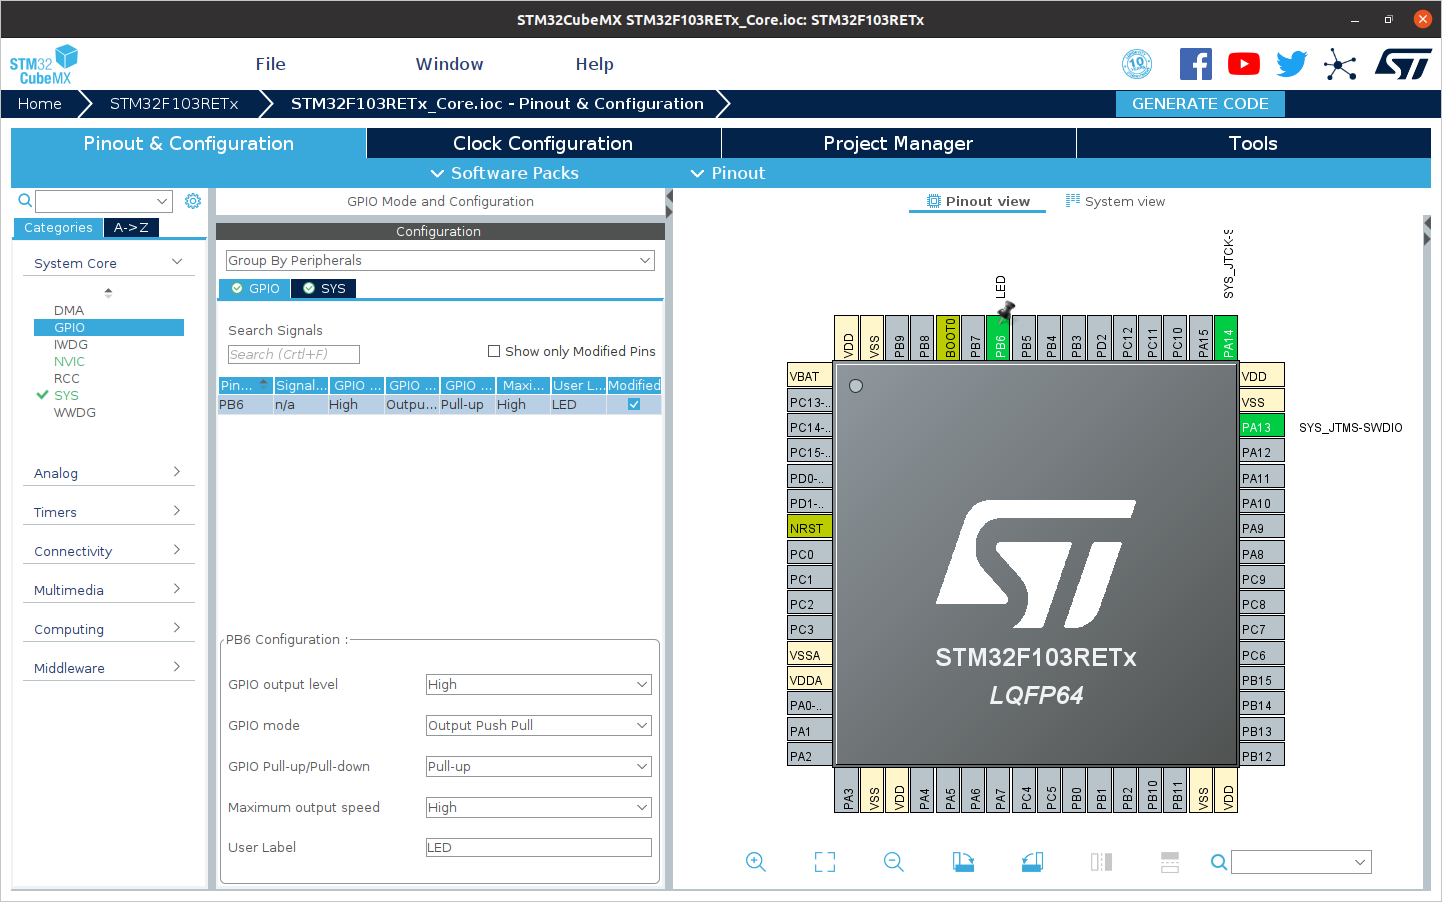 STM32CubeMX STM32F103RETx_Core.ioc: STM32F103RETx
STM32 CubeMX
File Window Help
10
Home STM32F103RETx STM32F103RETx_Core.ioc - Pinout & Configuration GENERATE CODE
Pinout & Configuration Clock Configuration Project Manager Tools
Software Packs Pinout
Categories A->Z
System Core
DMA
GPIO
IWDG
NVIC
RCC
SYS
WWDG
Analog
Timers
Connectivity
Multimedia
Computing
Middleware
GPIO Mode and Configuration
Configuration
Group By Peripherals
GPIO SYS
Search Signals
Search (Crtl+F) Show only Modified Pins
Pin... Signal... GPIO ... GPIO ... GPIO ... Maxi... User L... Modified
PB6 n/a High Outpu... Pull-up High LED
PB6 Configuration :
GPIO output level High
GPIO mode Output Push Pull
GPIO Pull-up/Pull-down Pull-up
Maximum output speed High
User Label LED
Pinout view System view
LED
SYS_JTCK-S
VDD VSS PB9 PB8 BOOT0 PB7 PB6 PB5 PB4 PB3 PD2 PC12 PC11 PC10 PA15 PA14
VBAT
PC13-..
PC14-..
PC15-..
PD0-..
PD1-..
NRST
PC0
PC1
PC2
PC3
VSSA
VDDA
PA0-..
PA1
PA2
ST
STM32F103RETx
LQFP64
VDD
VSS
PA13 SYS_JTMS-SWDIO
PA12
PA11
PA10
PA9
PA8
PC9
PC8
PC7
PC6
PB15
PB14
PB13
PB12
PA3 VSS VDD PA4 PA5 PA6 PA7 PC4 PC5 PB0 PB1 PB2 PB10 PB11 VSS VDD